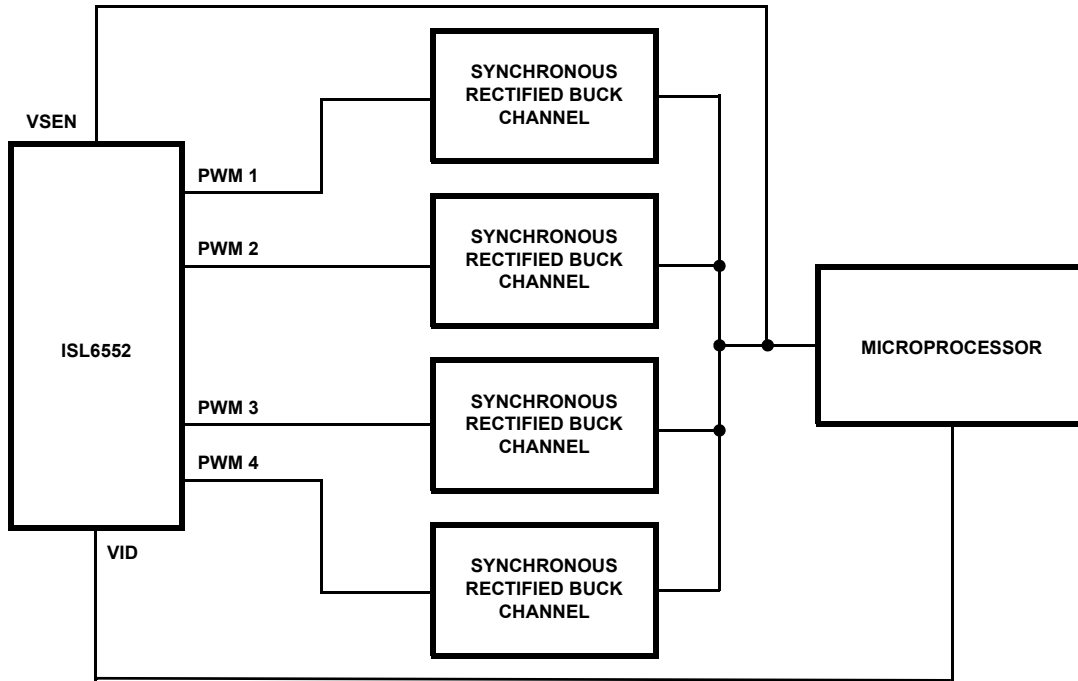 VSEN
ISL6552
VID
PWM 1
PWM 2
PWM 3
PWM 4
SYNCHRONOUS
RECTIFIED BUCK
CHANNEL
SYNCHRONOUS
RECTIFIED BUCK
CHANNEL
SYNCHRONOUS
RECTIFIED BUCK
CHANNEL
SYNCHRONOUS
RECTIFIED BUCK
CHANNEL
MICROPROCESSOR